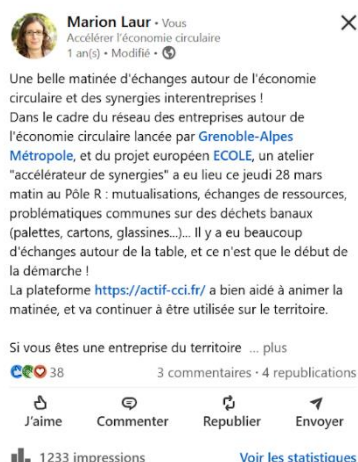 Marion Laur • Vous
Accélérer l'économie circulaire
1 an(s) • Modifié •
Une belle matinée d'échanges autour de l'économie
circulaire et des synergies interentreprises !
Dans le cadre du réseau des entreprises autour de
l'économie circulaire lancée par Grenoble-Alpes
Métropole, et du projet européen ECOLE, un atelier
"accélérateur de synergies" a eu lieu ce jeudi 28 mars
matin au Pôle R : mutualisations, échanges de ressources,
problématiques communes sur des déchets banaux
(palettes, cartons, glassines...)... Il y a eu beaucoup
d'échanges autour de la table, et ce n'est que le début de
la démarche !
La plateforme https://actif-cci.fr/ a bien aidé à animer la
matinée, et va continuer à être utilisée sur le territoire.
Si vous êtes une entreprise du territoire ... plus
38 3 commentaires • 4 republications
J'aime Commenter Republier Envoyer
1233 impressions Voir les statistiques